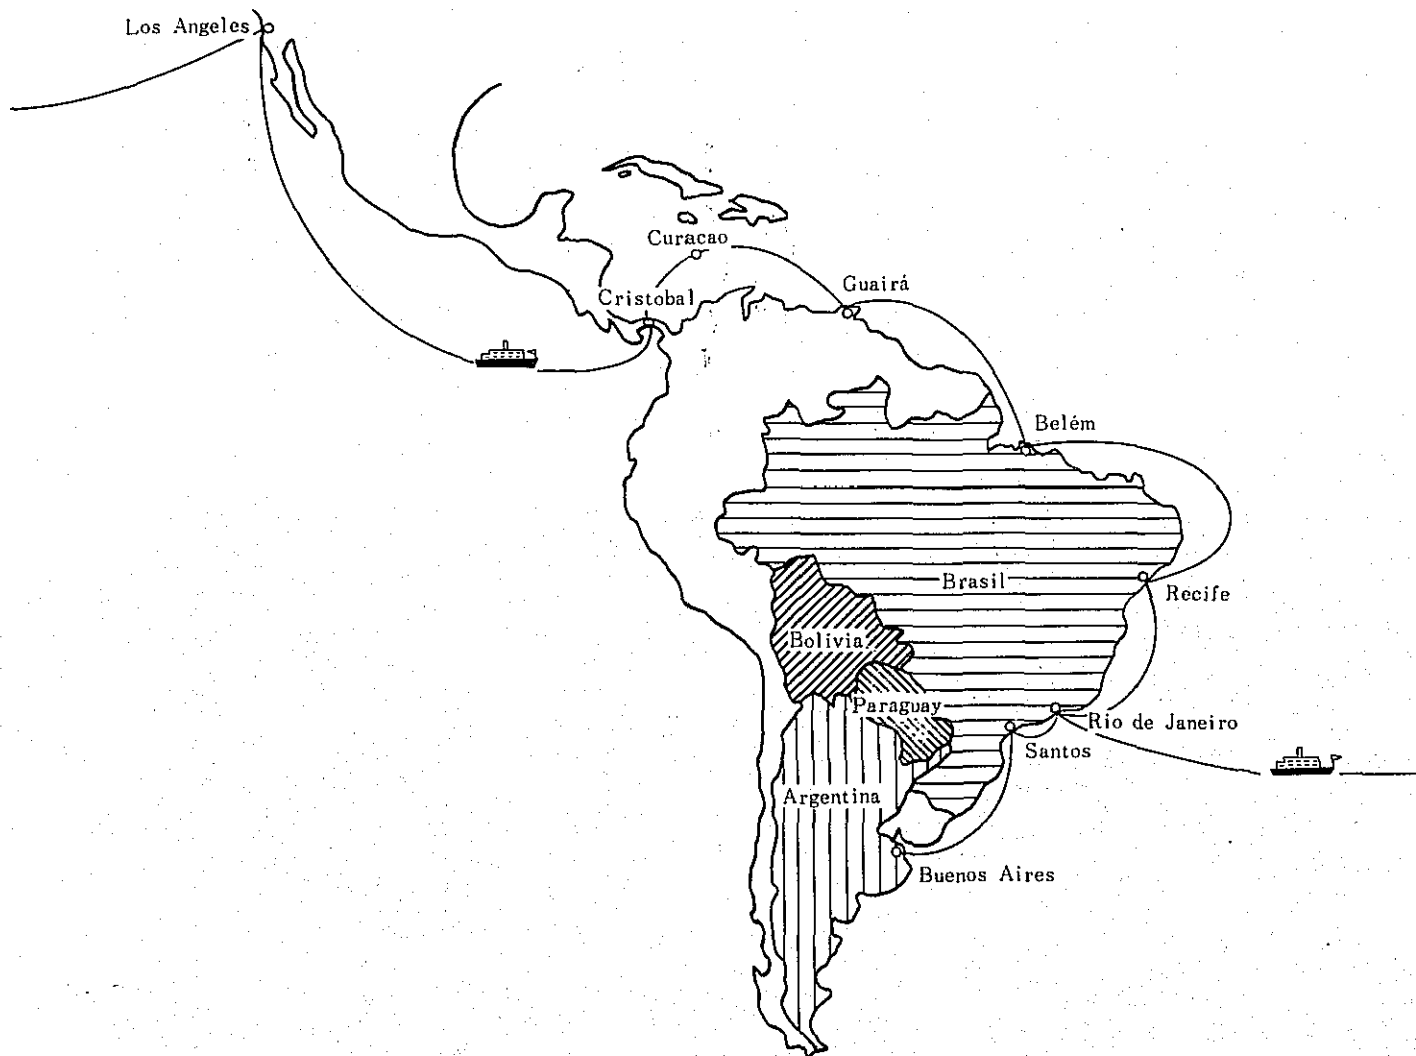 Los Angeles
Curacao
Cristobal
Guairá
Belém
Brasil
Recife
Bolivia
Paraguay
Rio de Janeiro
Santos
Argentina
Buenos Aires